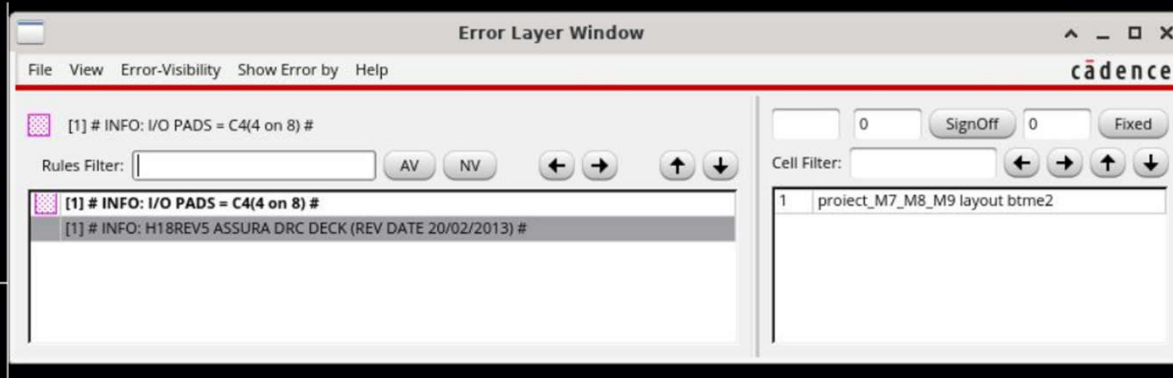 Error Layer Window
File View Error-Visibility Show Error by Help
cādence
[1] # INFO: I/O PADS = C4(4 on 8) #
0 SignOff 0 Fixed
Rules Filter: AV NV
Cell Filter:
[1] # INFO: I/O PADS = C4(4 on 8) #
[1] # INFO: H18REV5 ASSURA DRC DECK (REV DATE 20/02/2013) #
1 proiect_M7_M8_M9 layout btme2